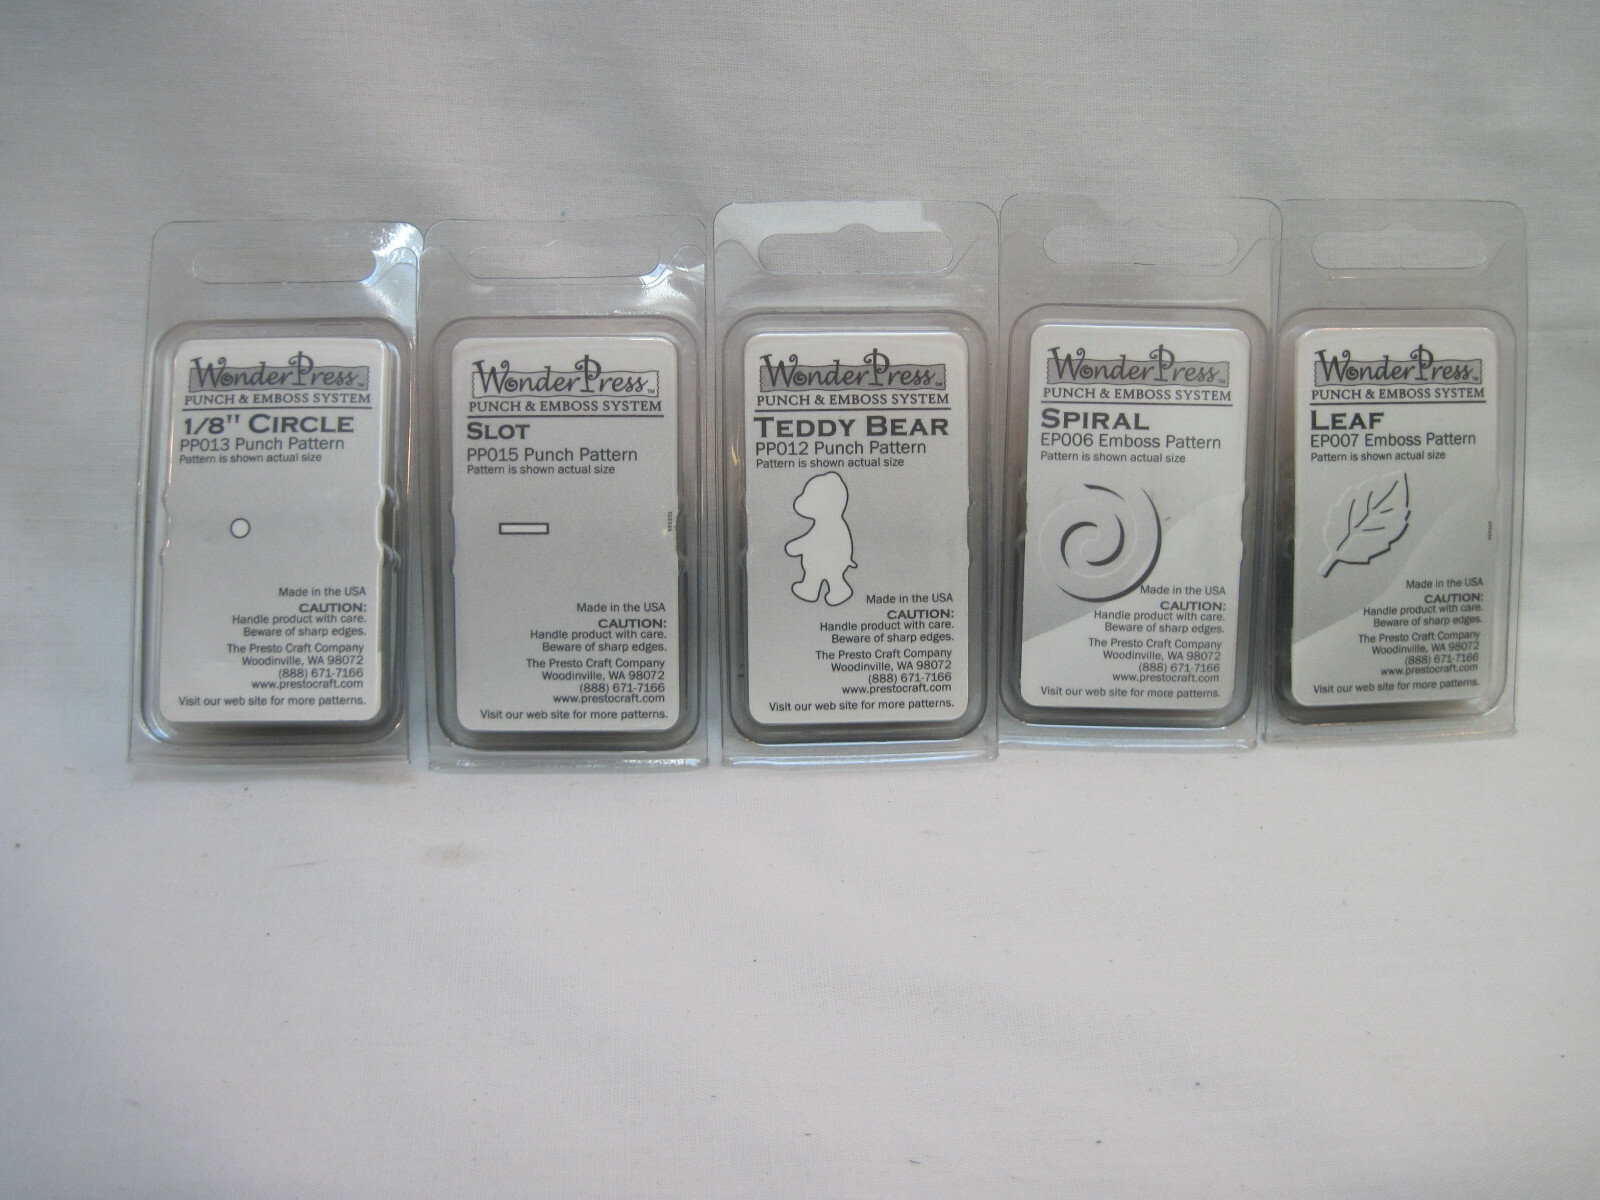 WonderPress™
PUNCH & EMBOSS SYSTEM
1/8" CIRCLE
PP013 Punch Pattern
Pattern is shown actual size
Made in the USA
CAUTION:
Handle product with care.
Beware of sharp edges.
The Presto Craft Company
Woodinville, WA 98072
(888) 671-7166
www.prestocraft.com
Visit our web site for more patterns.
WonderPress™
PUNCH & EMBOSS SYSTEM
SLOT
PP015 Punch Pattern
Pattern is shown actual size
Made in the USA
CAUTION:
Handle product with care.
Beware of sharp edges.
The Presto Craft Company
Woodinville, WA 98072
(888) 671-7166
www.prestocraft.com
Visit our web site for more patterns.
WonderPress™
PUNCH & EMBOSS SYSTEM
TEDDY BEAR
PP012 Punch Pattern
Pattern is shown actual size
Made in the USA
CAUTION:
Handle product with care.
Beware of sharp edges.
The Presto Craft Company
Woodinville, WA 98072
(888) 671-7166
www.prestocraft.com
Visit our web site for more patterns.
WonderPress™
PUNCH & EMBOSS SYSTEM
SPIRAL
EP006 Emboss Pattern
Pattern is shown actual size
Made in the USA
CAUTION:
Handle product with care.
Beware of sharp edges.
The Presto Craft Company
Woodinville, WA 98072
(888) 671-7166
www.prestocraft.com
Visit our web site for more patterns.
WonderPress™
PUNCH & EMBOSS SYSTEM
LEAF
EP007 Emboss Pattern
Pattern is shown actual size
Made in the USA
CAUTION:
Handle product with care.
Beware of sharp edges.
The Presto Craft Company
Woodinville, WA 98072
(888) 671-7166
www.prestocraft.com
Visit our web site for more patterns.